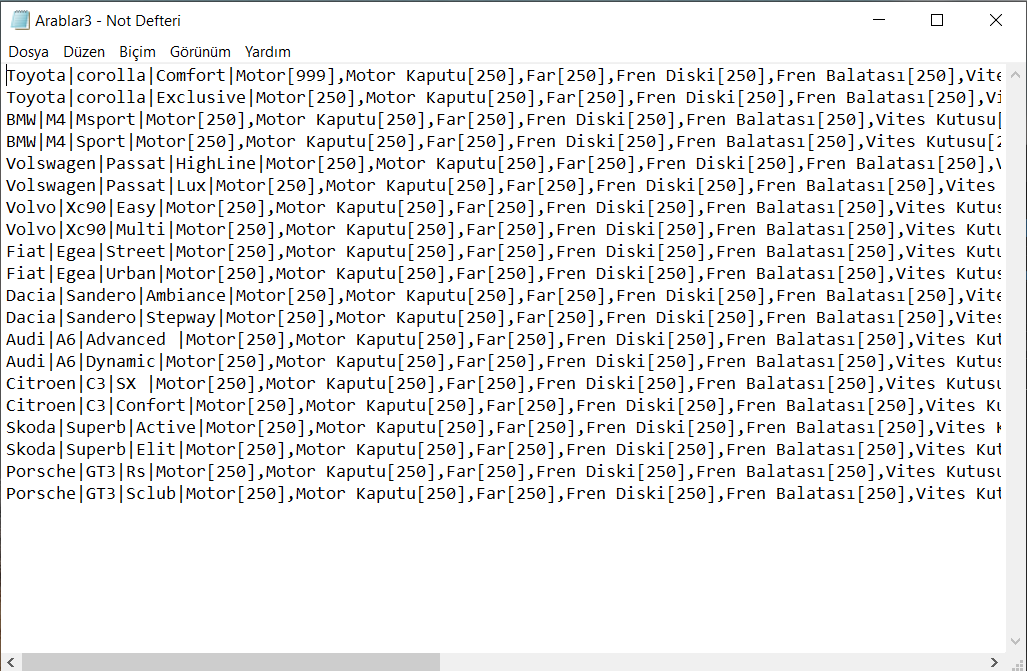 Arablar3 - Not Defteri
Dosya Düzen Biçim Görünüm Yardım
Toyota|corolla|Comfort|Motor[999],Motor Kaputu[250],Far[250],Fren Diski[250],Fren Balatası[250],Vite
Toyota|corolla|Exclusive|Motor[250],Motor Kaputu[250],Far[250],Fren Diski[250],Fren Balatası[250],Vi
BMW|M4|Msport|Motor[250],Motor Kaputu[250],Far[250],Fren Diski[250],Fren Balatası[250],Vites Kutusu[
BMW|M4|Sport|Motor[250],Motor Kaputu[250],Far[250],Fren Diski[250],Fren Balatası[250],Vites Kutusu[2
Volswagen|Passat|HighLine|Motor[250],Motor Kaputu[250],Far[250],Fren Diski[250],Fren Balatası[250],V
Volswagen|Passat|Lux|Motor[250],Motor Kaputu[250],Far[250],Fren Diski[250],Fren Balatası[250],Vites
Volvo|Xc90|Easy|Motor[250],Motor Kaputu[250],Far[250],Fren Diski[250],Fren Balatası[250],Vites Kutus
Volvo|Xc90|Multi|Motor[250],Motor Kaputu[250],Far[250],Fren Diski[250],Fren Balatası[250],Vites Kutu
Fiat|Egea|Street|Motor[250],Motor Kaputu[250],Far[250],Fren Diski[250],Fren Balatası[250],Vites Kutu
Fiat|Egea|Urban|Motor[250],Motor Kaputu[250],Far[250],Fren Diski[250],Fren Balatası[250],Vites Kutus
Dacia|Sandero|Ambiance|Motor[250],Motor Kaputu[250],Far[250],Fren Diski[250],Fren Balatası[250],Vite
Dacia|Sandero|Stepway|Motor[250],Motor Kaputu[250],Far[250],Fren Diski[250],Fren Balatası[250],Vites
Audi|A6|Advanced |Motor[250],Motor Kaputu[250],Far[250],Fren Diski[250],Fren Balatası[250],Vites Kut
Audi|A6|Dynamic|Motor[250],Motor Kaputu[250],Far[250],Fren Diski[250],Fren Balatası[250],Vites Kutus
Citroen|C3|SX |Motor[250],Motor Kaputu[250],Far[250],Fren Diski[250],Fren Balatası[250],Vites Kutusu
Citroen|C3|Confort|Motor[250],Motor Kaputu[250],Far[250],Fren Diski[250],Fren Balatası[250],Vites Ku
Skoda|Superb|Active|Motor[250],Motor Kaputu[250],Far[250],Fren Diski[250],Fren Balatası[250],Vites K
Skoda|Superb|Elit|Motor[250],Motor Kaputu[250],Far[250],Fren Diski[250],Fren Balatası[250],Vites Kut
Porsche|GT3|Rs|Motor[250],Motor Kaputu[250],Far[250],Fren Diski[250],Fren Balatası[250],Vites Kutusu
Porsche|GT3|Sclub|Motor[250],Motor Kaputu[250],Far[250],Fren Diski[250],Fren Balatası[250],Vites Kut